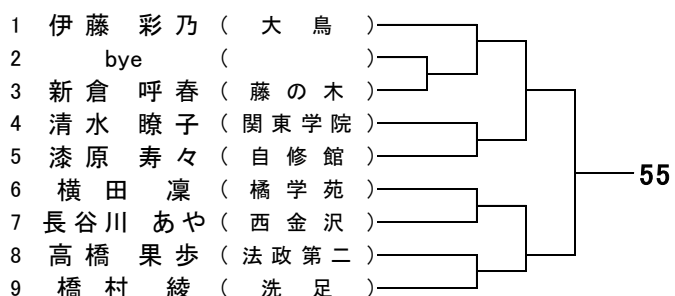 1 伊藤 彩乃 ( 大鳥 )
2 bye ( )
3 新倉 呼春 ( 藤の木 )
4 清水 瞭子 ( 関東学院 )
5 漆原 寿々 ( 自修館 )
55
6 横田 凜 ( 橘学苑 )
7 長谷川 あや ( 西金沢 )
8 高橋 果歩 ( 法政第二 )
9 橋村 綾 ( 洗足 )